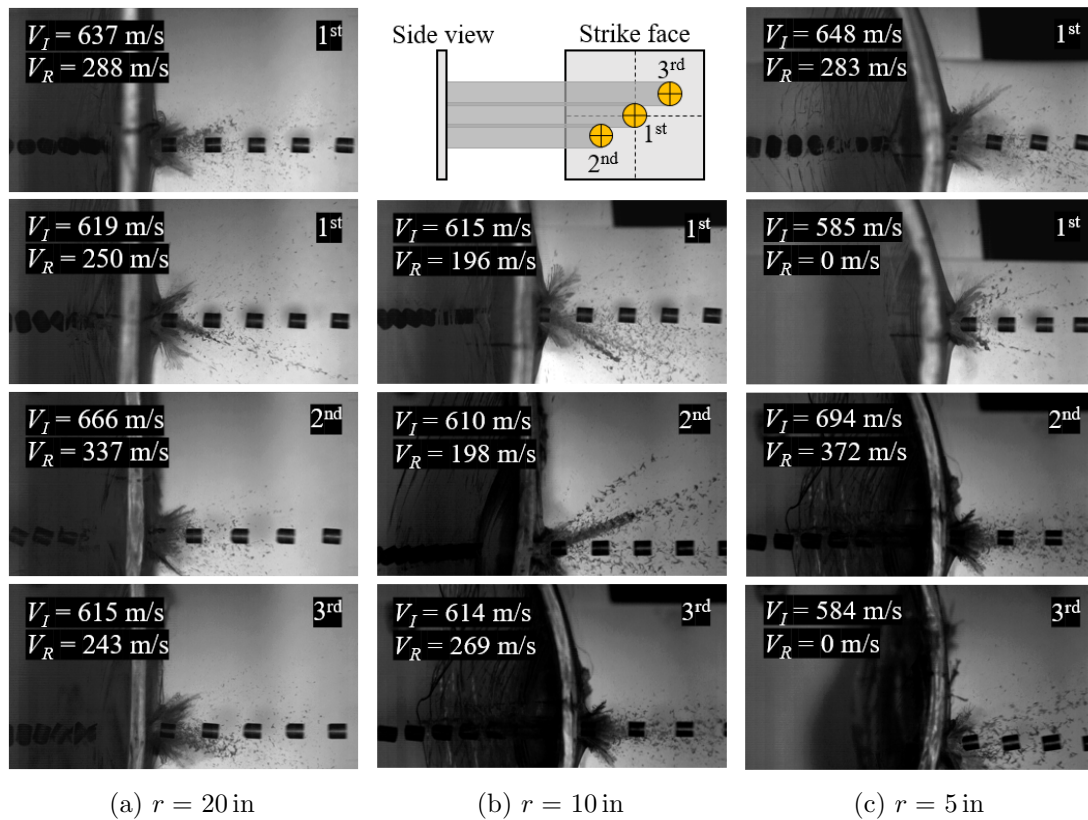 V_I = 637 m/s
V_R = 288 m/s
1st
Side view
Strike face
3rd
1st
2nd
V_I = 648 m/s
V_R = 283 m/s
1st
V_I = 619 m/s
V_R = 250 m/s
1st
V_I = 615 m/s
V_R = 196 m/s
1st
V_I = 585 m/s
V_R = 0 m/s
1st
V_I = 666 m/s
V_R = 337 m/s
2nd
V_I = 610 m/s
V_R = 198 m/s
2nd
V_I = 694 m/s
V_R = 372 m/s
2nd
V_I = 615 m/s
V_R = 243 m/s
3rd
V_I = 614 m/s
V_R = 269 m/s
3rd
V_I = 584 m/s
V_R = 0 m/s
3rd
(a) r = 20 in
(b) r = 10 in
(c) r = 5 in